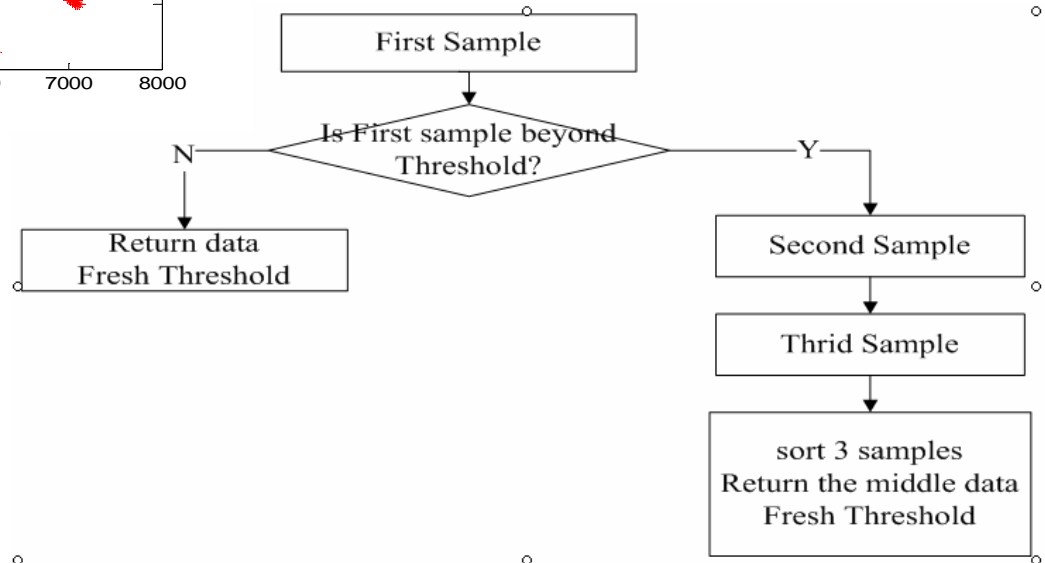 7000 8000
First Sample
Is First sample beyond
Threshold?
N
Y
Return data
Fresh Threshold
Second Sample
Thrid Sample
sort 3 samples
Return the middle data
Fresh Threshold